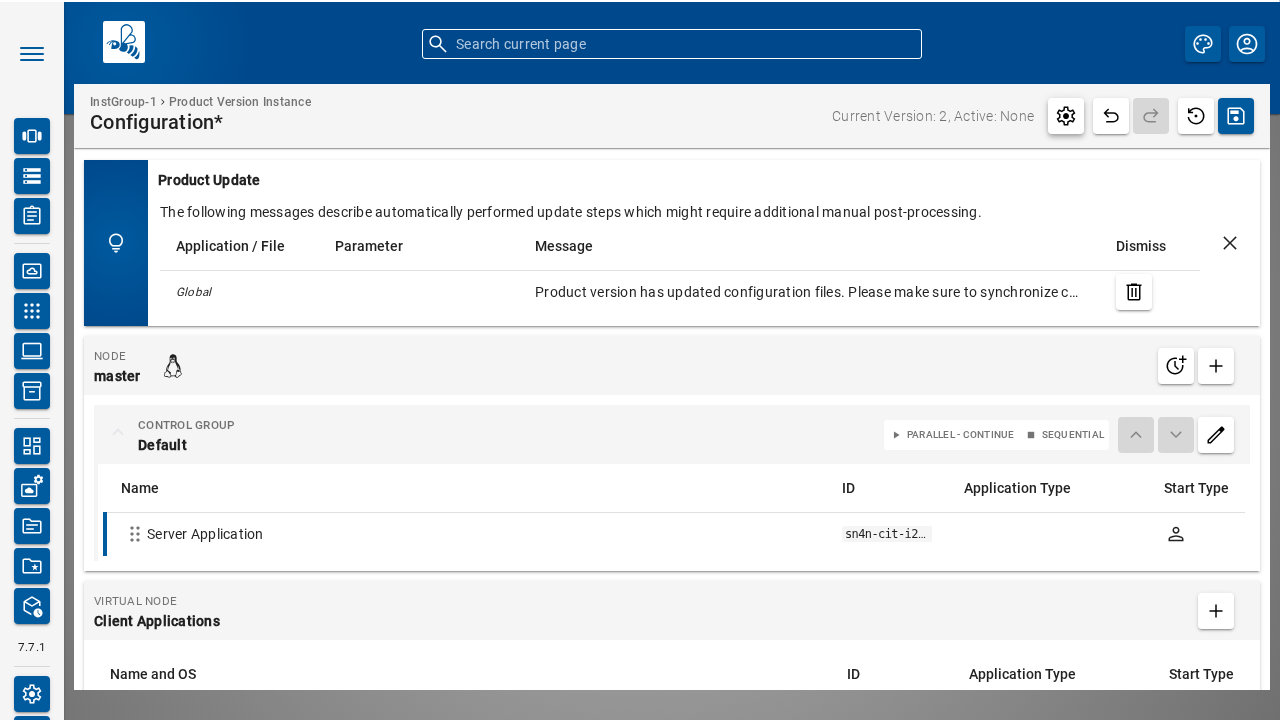 Search current page
InstGroup-1 › Product Version Instance
Configuration*
Current Version: 2, Active: None
Product Update
The following messages describe automatically performed update steps which might require additional manual post-processing.
Application / File Parameter Message Dismiss
Global Product version has updated configuration files. Please make sure to synchronize c...
NODE
master
CONTROL GROUP
Default
PARALLEL - CONTINUE SEQUENTIAL
Name ID Application Type Start Type
Server Application sn4n-cit-i2...
VIRTUAL NODE
Client Applications
Name and OS ID Application Type Start Type
7.7.1